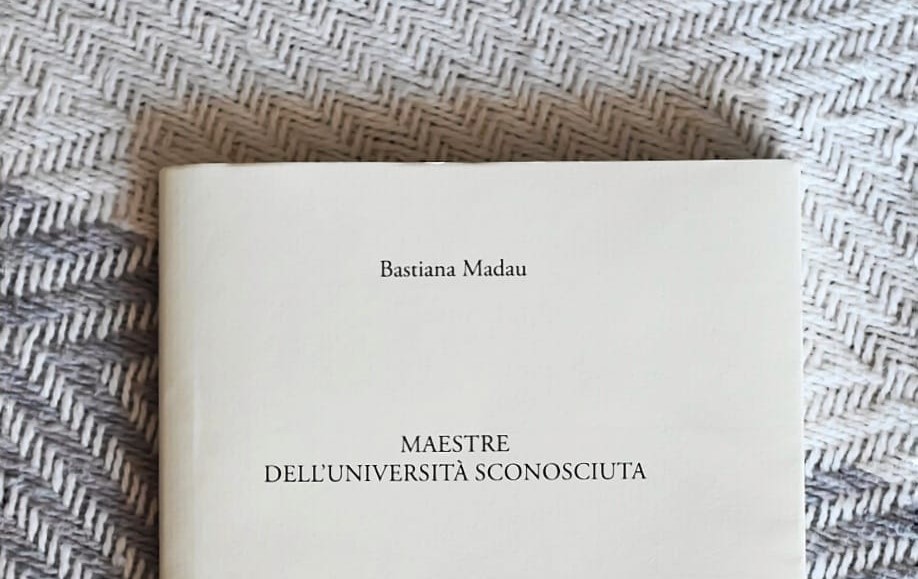 Bastiana Madau
MAESTRE
DELL'UNIVERSITÀ SCONOSCIUTA